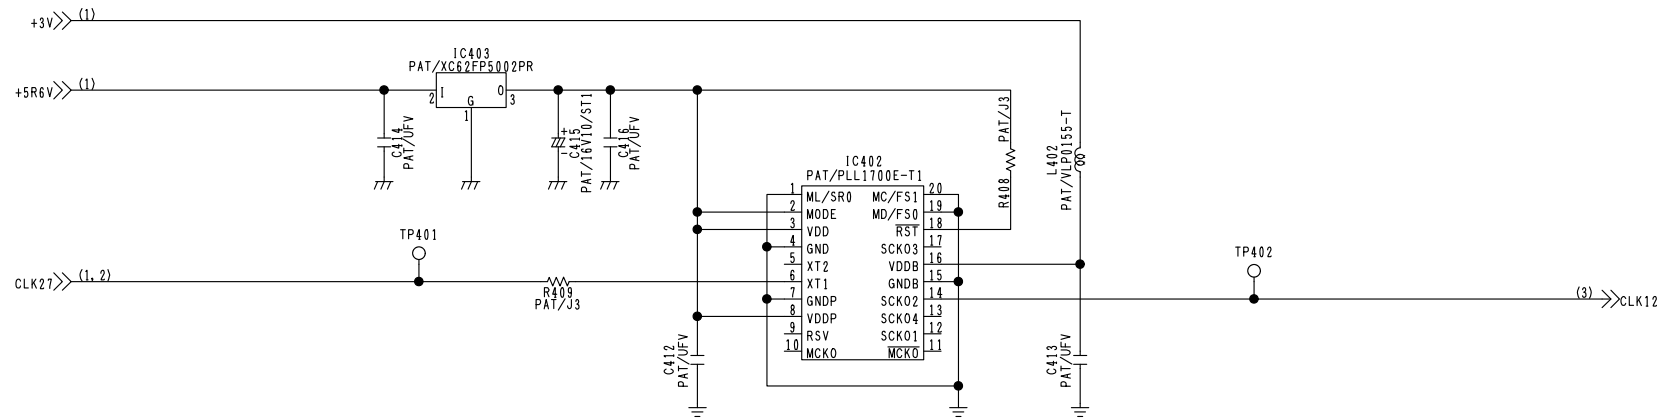 +3V
(1)
IC403
PAT/XC62FP5002PR
+5R6V
(1)
2
I
O
3
G
1
C414
PAT/UFV
+
-
C415
PAT/16V10/ST1
C416
PAT/UFV
R408
PAT/J3
L402
PAT/VLP0155-T
IC402
PAT/PLL1700E-T1
1
ML/SR0
MC/FS1
20
2
MODE
MD/FS0
19
3
VDD
RST
18
4
GND
SCKO3
17
5
XT2
VDDB
16
6
XT1
GNDB
15
7
GNDP
SCKO2
14
8
VDDP
SCKO4
13
9
RSV
SCKO1
12
10
MCKO
MCKO
11
TP401
CLK27
(1,2)
R409
PAT/J3
TP402
(3)
CLK12
C412
PAT/UFV
C413
PAT/UFV